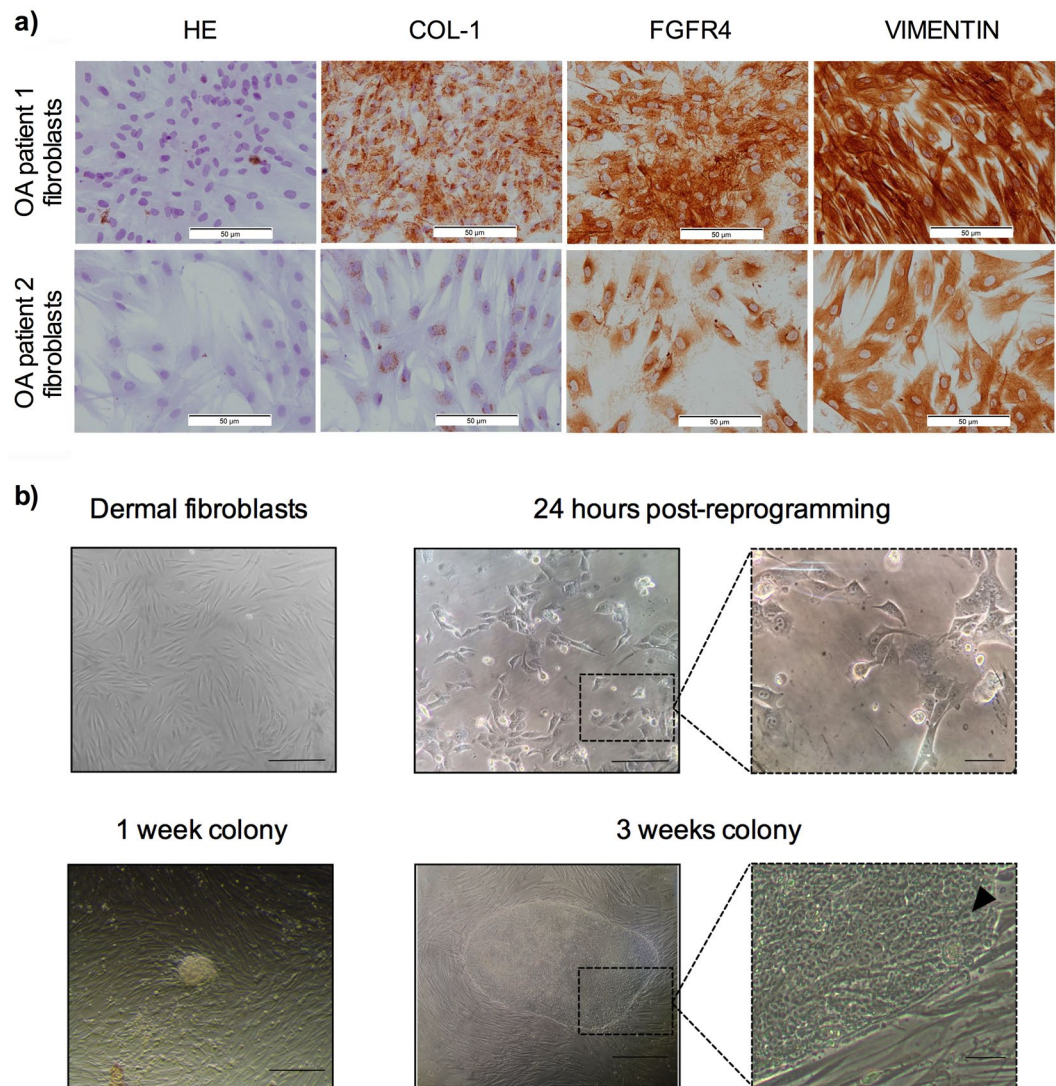 a)
HE COL-1 FGFR4 VIMENTIN
OA patient 1
fibroblasts
50 µm 50 µm 50 µm 50 µm
OA patient 2
fibroblasts
50 µm 50 µm 50 µm 50 µm
b)
Dermal fibroblasts 24 hours post-reprogramming
1 week colony 3 weeks colony